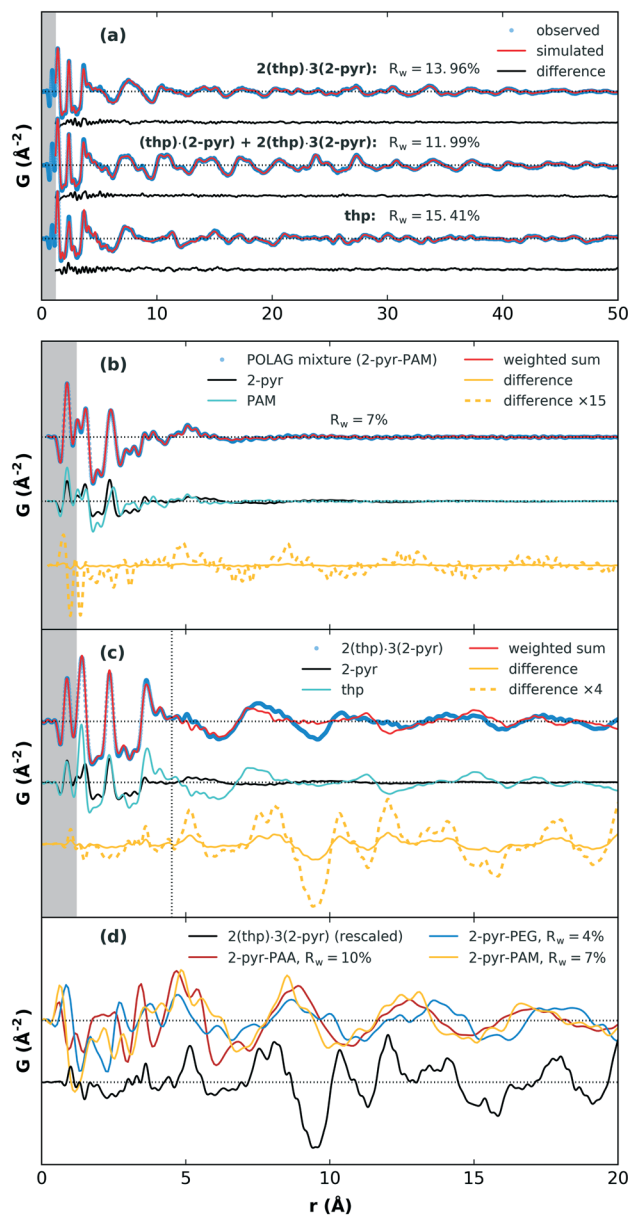 (a)
observed
simulated
difference
2(thp)·3(2-pyr): R_w = 13.96%
(thp)·(2-pyr) + 2(thp)·3(2-pyr): R_w = 11.99%
thp: R_w = 15.41%
G (Å⁻²)
0 10 20 30 40 50
(b)
POLAG mixture (2-pyr-PAM)
2-pyr
PAM
weighted sum
difference
difference ×15
R_w = 7%
G (Å⁻²)
(c)
2(thp)·3(2-pyr)
2-pyr
thp
weighted sum
difference
difference ×4
G (Å⁻²)
(d)
2(thp)·3(2-pyr) (rescaled)
2-pyr-PAA, R_w = 10%
2-pyr-PEG, R_w = 4%
2-pyr-PAM, R_w = 7%
0 5 10 15 20
r (Å)